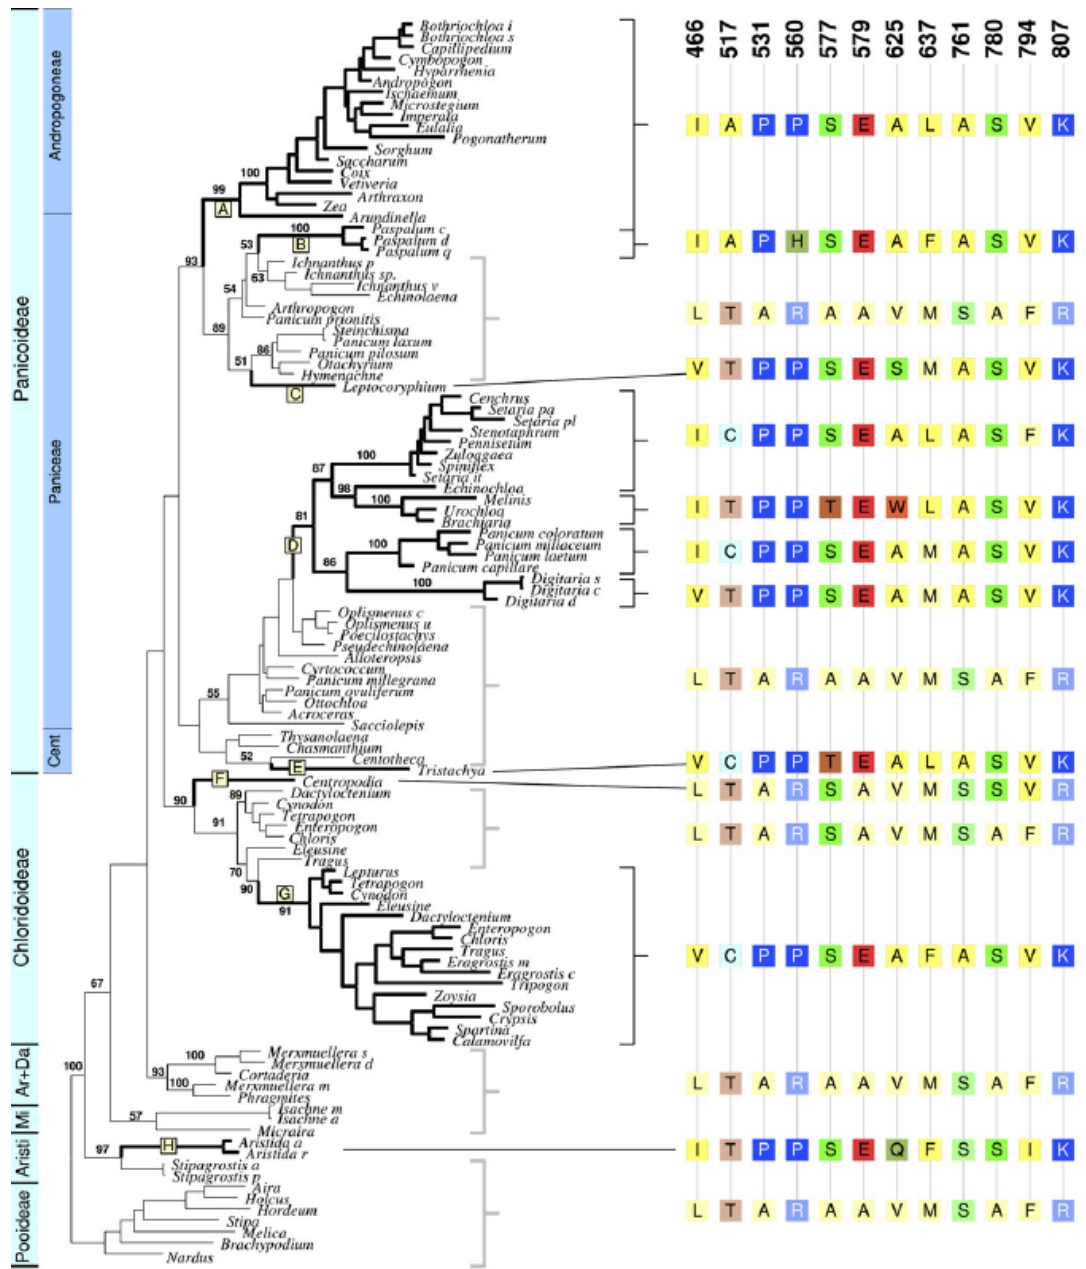 466 517 531 560 577 579 625 637 761 780 794 807
Panicoideae
Chloridoideae
Ar+Da
Mi
Aristi
Pooideae
Andropogoneae
Paniceae
Cent
Bothriochloa i
Bothriochloa s
Capillipedium
Cymbopogon
Hyparrhenia
Andropogon
Ischaemum
Microstegium
Imperata
Eulalia
Pogonatherum
I A P P S E A L A S V K
Sorghum
Saccharum
Coix
100
Vetiveria
99
Arthraxon
A
Zea
Arundinella
Paspalum c
100
Paspalum d
53 B
Paspalum q
I A P H S E A F A S V K
93
Ichnanthus p
Ichnanthus sp.
63
Ichnanthus v
54
Echinolaena
Arthropogon
Panicum prionitis
L T A R A A V M S A F R
89
Steinchisma
Panicum laxum
86
Panicum pilosum
51
Otachyrium
Hymenachne
V T P P S E S M A S V K
Leptocoryphium
C
Cenchrus
Setaria pa
Setaria pl
Stenotaphrum
Pennisetum
I C P P S E A L A S F K
100
Zuloagaea
87
Spinifex
Setaria it
98
Echinochloa
100
Melinis
Urochloa
I T P P T E W L A S V K
81
Brachiaria
Panicum coloratum
D 100
Panicum miliaceum
Panicum laetum
I C P P S E A M A S V K
86
Panicum capillare
100
Digitaria s
Digitaria c
Digitaria d
V T P P S E A M A S V K
Oplismenus c
Oplismenus u
Poecilostachys
Pseudechinolaena
Alloteropsis
Cyrtococcum
Panicum millegrana
L T A R A A V M S A F R
55
Panicum ovuliferum
Ottochloa
Acroceras
Sacciolepis
Thysanolaena
Chasmanthium
52
Centotheca
E
Tristachya
V C P P T E A L A S V K
F
Centropodia
L T A R S A V M S S V R
90 89
Dactyloctenium
Cynodon
Tetrapogon
91
Enteropogon
Chloris
L T A R S A V M S A F R
Eleusine
Tragus
70
Lepturus
90
Tetrapogon
G
Cynodon
91
Eleusine
Dactyloctenium
Enteropogon
Chloris
Tragus
Eragrostis m
V C P P S E A F A S V K
Eragrostis c
Tripogon
Zoysia
Sporobolus
Crypsis
Spartina
Calamovilfa
67
100
Merxmuellera s
Merxmuellera d
100
93
Cortaderia
100
Merxmuellera m
L T A R A A V M S A F R
Phragmites
57
Isachne m
Isachne a
Micraira
97 H
Aristida a
Aristida r
I T P P S E Q F S S I K
Stipagrostis a
Stipagrostis p
Aira
Holcus
Hordeum
L T A R A A V M S A F R
Stipa
Melica
Brachypodium
Nardus